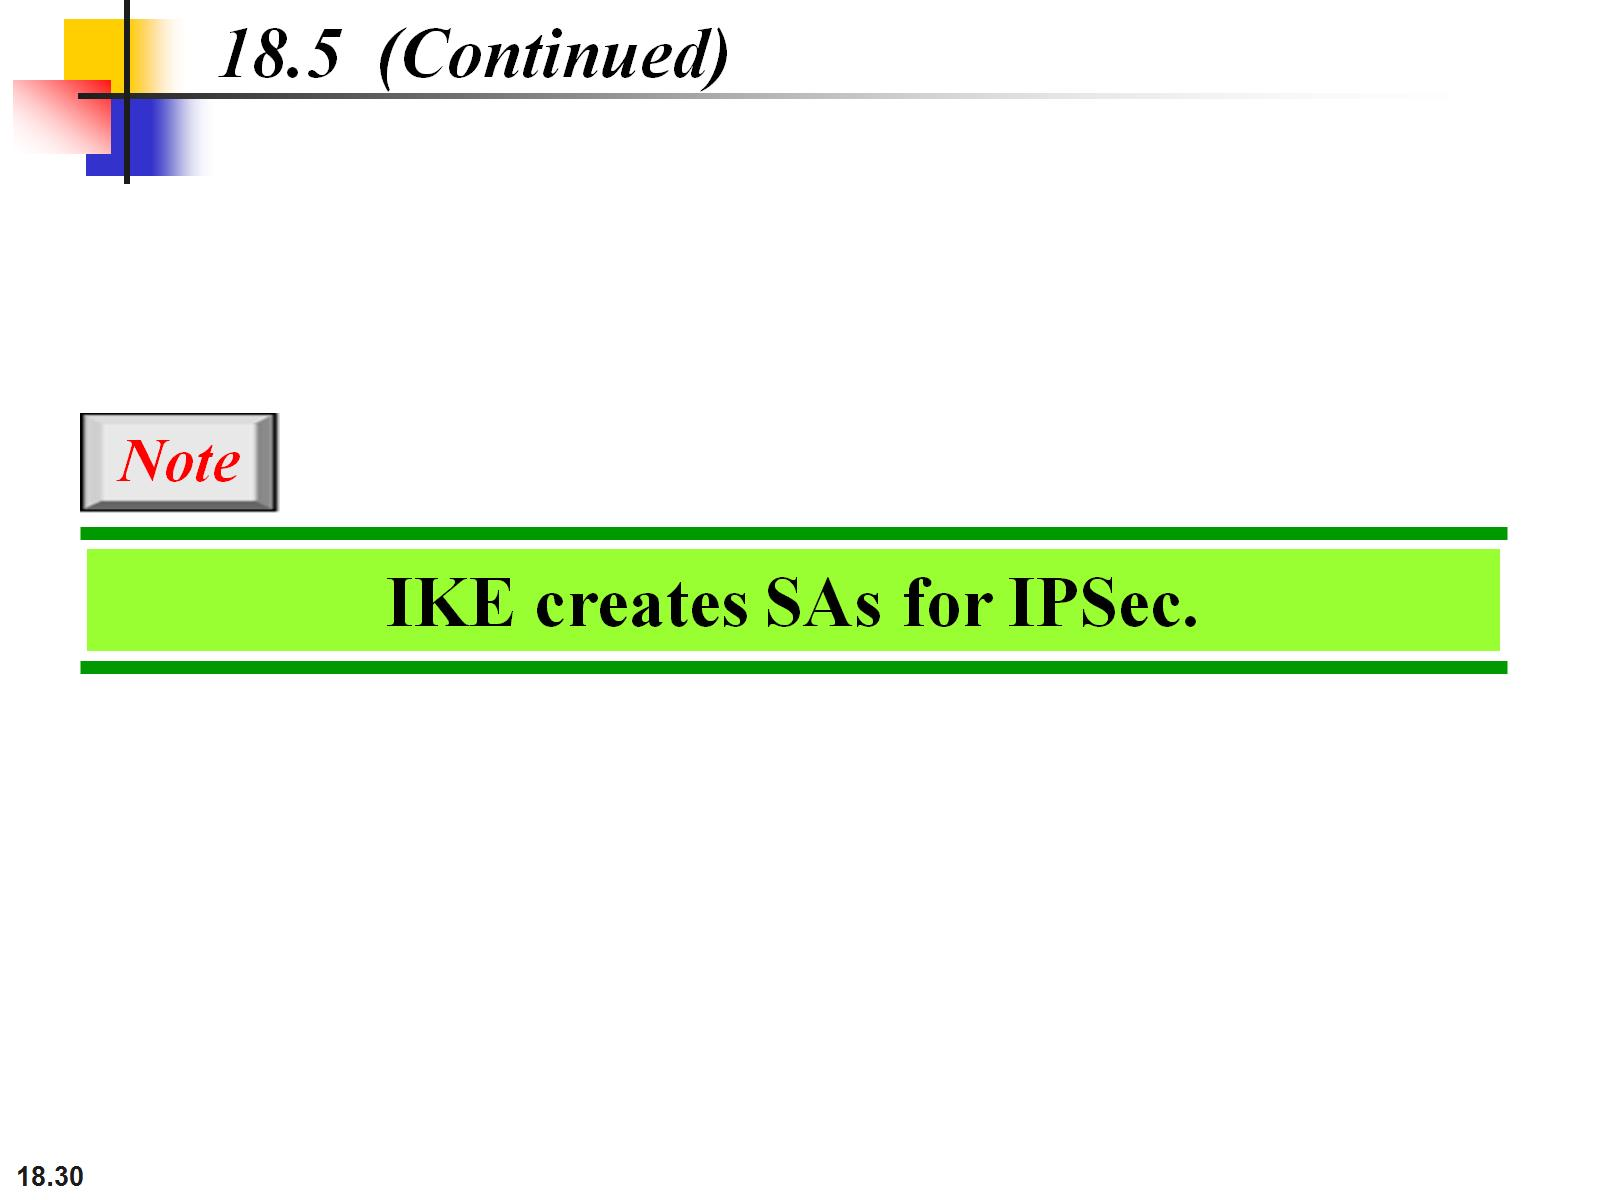 18.5 (Continued)
Note
IKE creates SAs for IPSec.
18.30